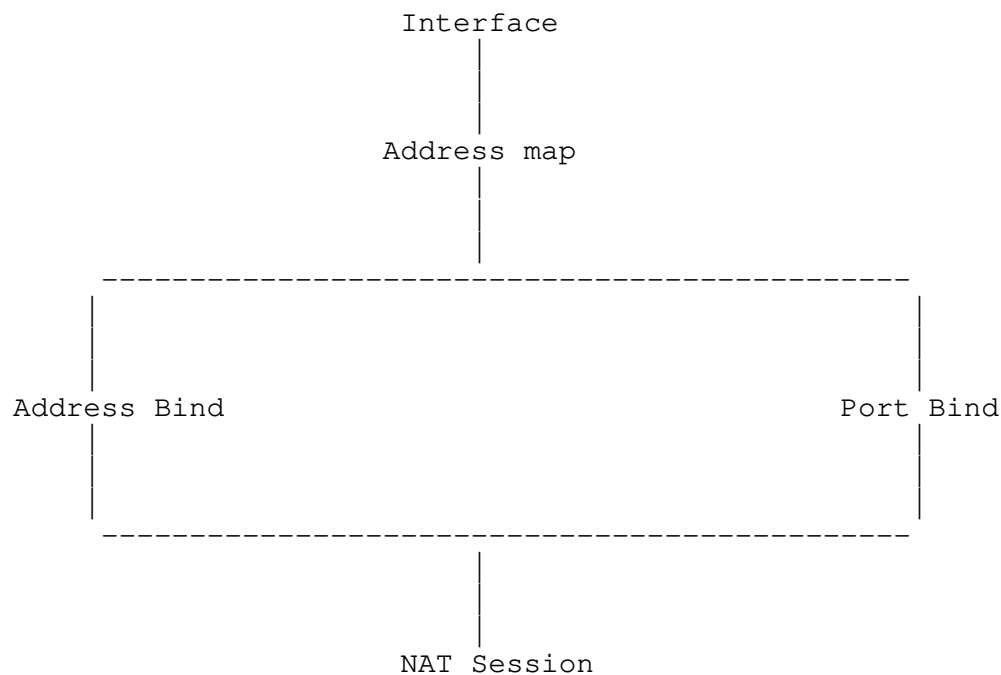 Interface
Address map
Address Bind Port Bind
NAT Session